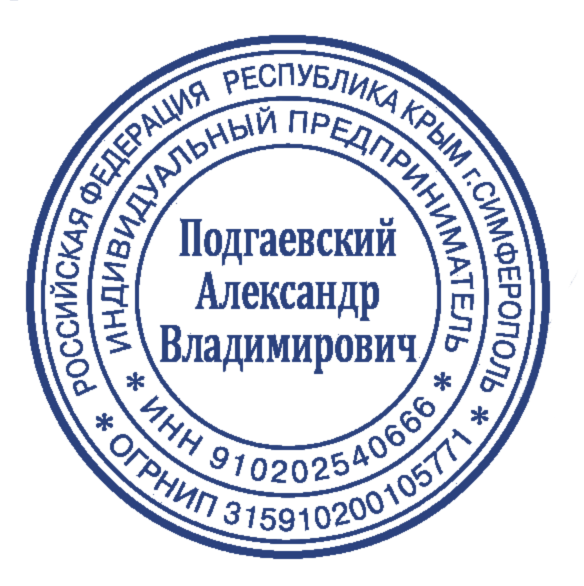 РОССИЙСКАЯ ФЕДЕРАЦИЯ РЕСПУБЛИКА КРЫМ г.СИМФЕРОПОЛЬ
* ОГРНИП 315910200105771 *
ИНДИВИДУАЛЬНЫЙ ПРЕДПРИНИМАТЕЛЬ
* ИНН 910202540666 *
Подгаевский
Александр
Владимирович